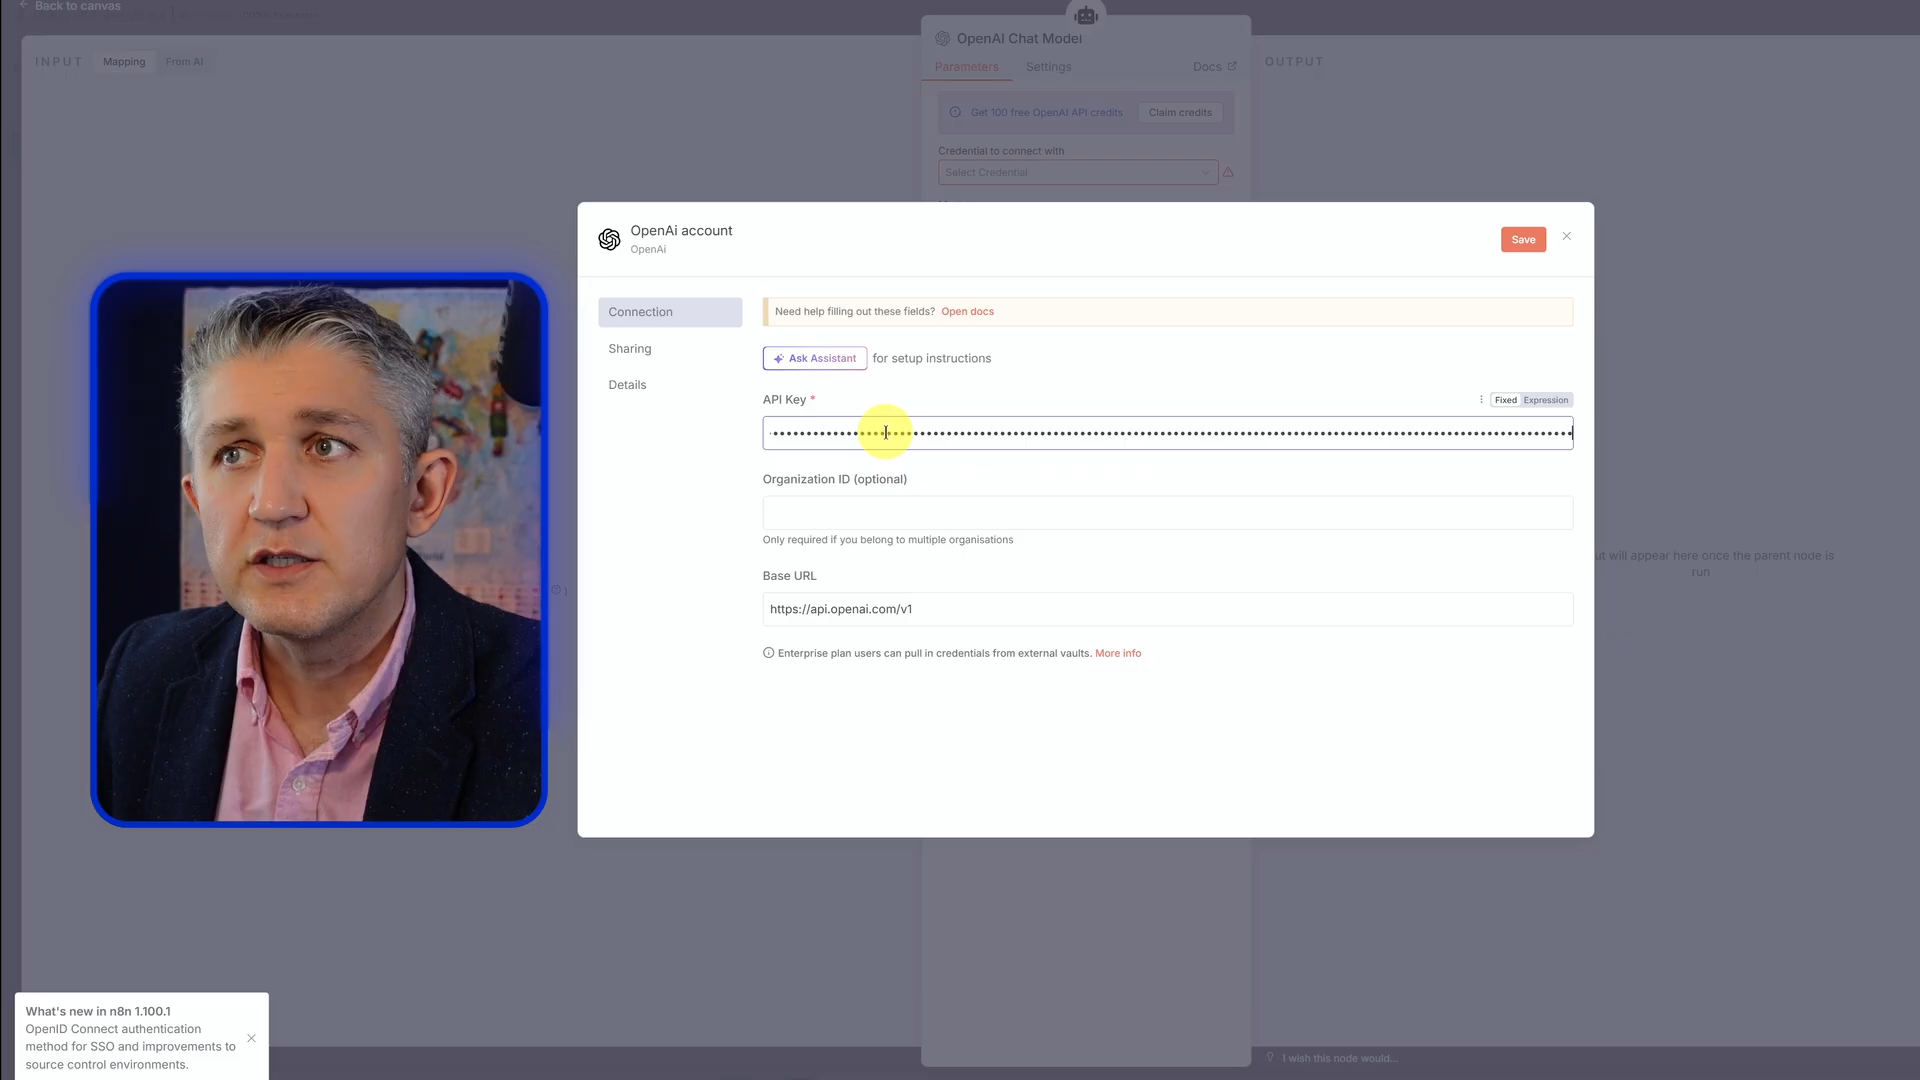 Back to canvas
INPUT
Mapping
From AI
OpenAI Chat Model
Parameters
Settings
Docs
OUTPUT
Get 100 free OpenAI API credits
Claim credits
Credential to connect with
Select Credential
OpenAi account
OpenAi
Save
Connection
Sharing
Details
Need help filling out these fields? Open docs
Ask Assistant for setup instructions
API Key *
Fixed
Expression
Organization ID (optional)
Only required if you belong to multiple organisations
Base URL
https://api.openai.com/v1
Enterprise plan users can pull in credentials from external vaults. More info
ut will appear here once the parent node is
run
What's new in n8n 1.100.1
OpenID Connect authentication
method for SSO and improvements to
source control environments.
I wish this node would...